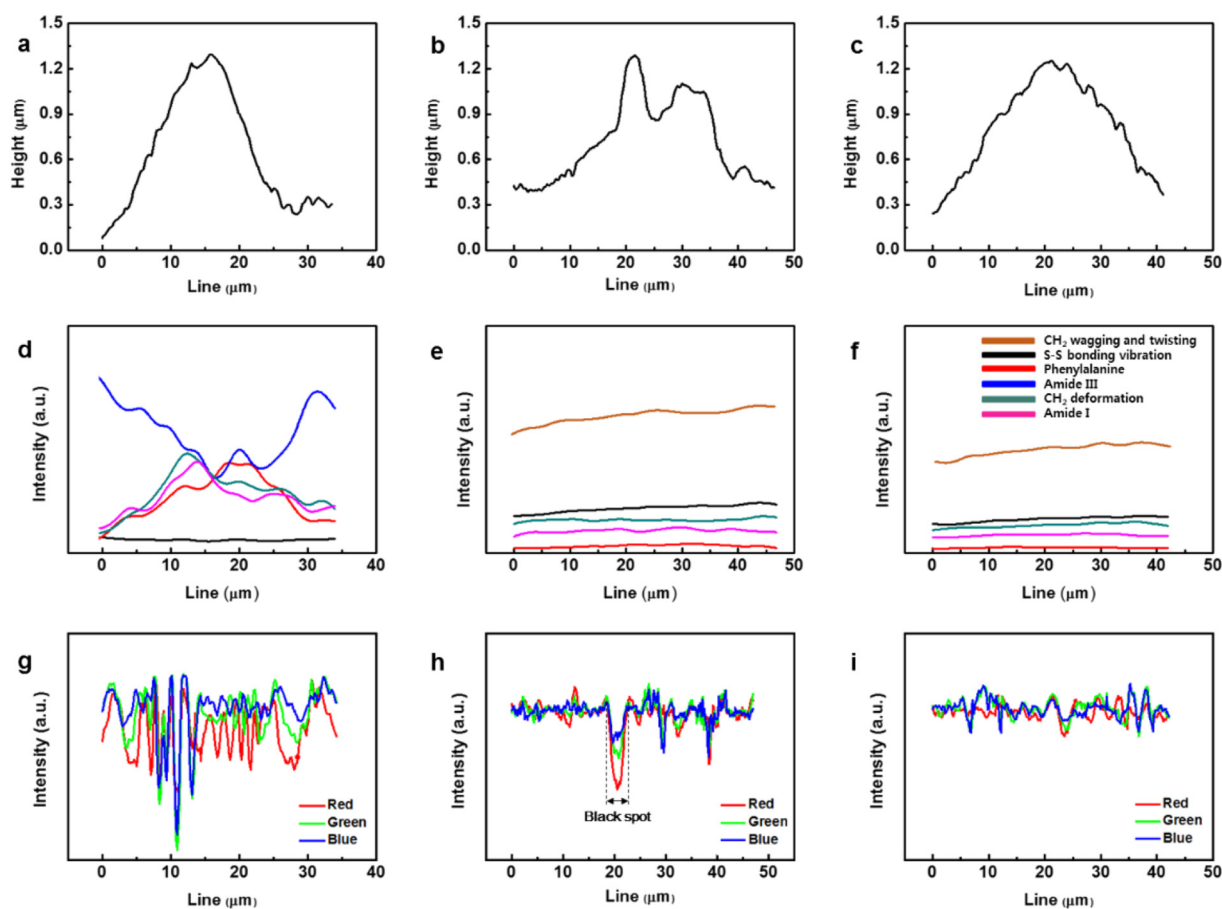 a
Height (μm)
1.5
1.2
0.9
0.6
0.3
0.0
0 10 20 30 40
Line (μm)
b
Height (μm)
1.5
1.2
0.9
0.6
0.3
0.0
0 10 20 30 40 50
Line (μm)
c
Height (μm)
1.5
1.2
0.9
0.6
0.3
0.0
0 10 20 30 40 50
Line (μm)
d
Intensity (a.u.)
0 10 20 30 40
Line (μm)
e
Intensity (a.u.)
0 10 20 30 40 50
Line (μm)
f
CH₂ wagging and twisting
S-S bonding vibration
Phenylalanine
Amide III
CH₂ deformation
Amide I
Intensity (a.u.)
0 10 20 30 40 50
Line (μm)
g
Intensity (a.u.)
Red
Green
Blue
0 10 20 30 40
Line (μm)
h
Intensity (a.u.)
Black spot
Red
Green
Blue
0 10 20 30 40 50
Line (μm)
i
Intensity (a.u.)
Red
Green
Blue
0 10 20 30 40 50
Line (μm)